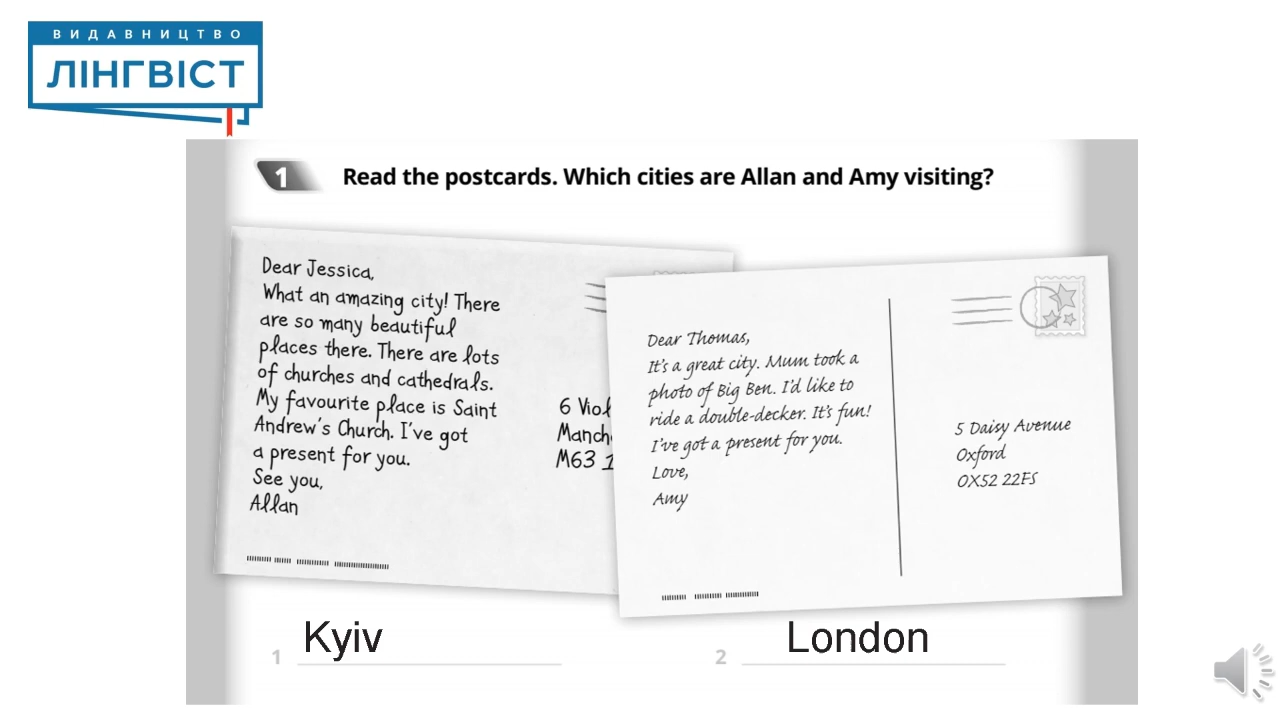 ВИДАВНИЦТВО
ЛІНГВІСТ
1 Read the postcards. Which cities are Allan and Amy visiting?
Dear Jessica,
What an amazing city! There
are so many beautiful
places there. There are lots
of churches and cathedrals.
My favourite place is Saint
Andrew's Church. I've got
a present for you.
See you,
Allan
6
M63
Dear Thomas,
It's a great city. Mum took a
photo of Big Ben. I'd like to
ride a double-decker. It's fun!
I've got a present for you.
Love,
Amy
5 Daisy Avenue
Oxford
OX52 22FS
1 Kyiv
2 London